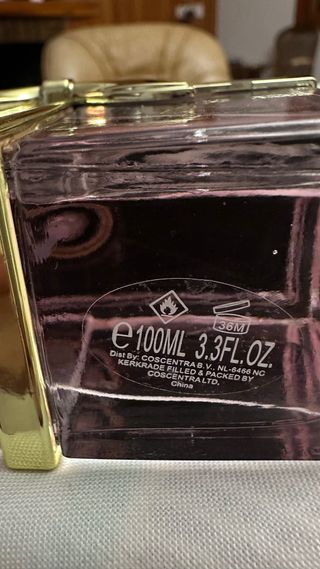 36M
e100ML 3.3FL.OZ.
Dist By: COSCENTRA B.V., NL-6466 NC
KERKRADE FILLED & PACKED BY
COSCENTRA LTD.
China